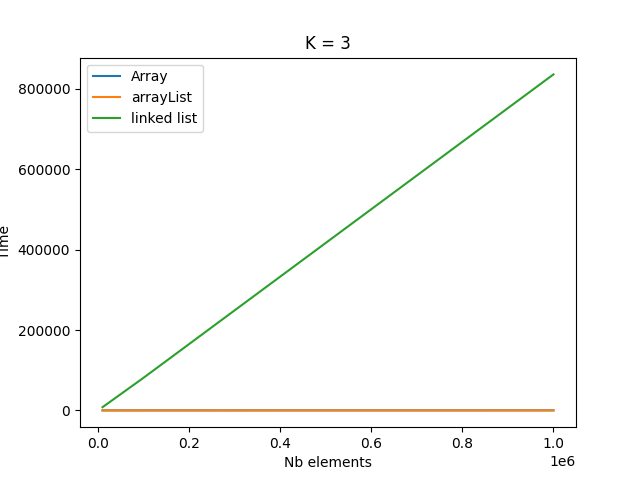 K = 3
Array
arrayList
linked list
800000
600000
400000
200000
0
Time
0.0 0.2 0.4 0.6 0.8 1.0
1e6
Nb elements